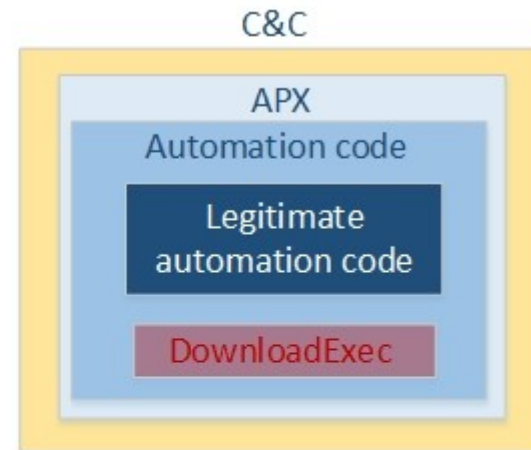 C&C
APX
Automation code
Legitimate
automation code
DownloadExec